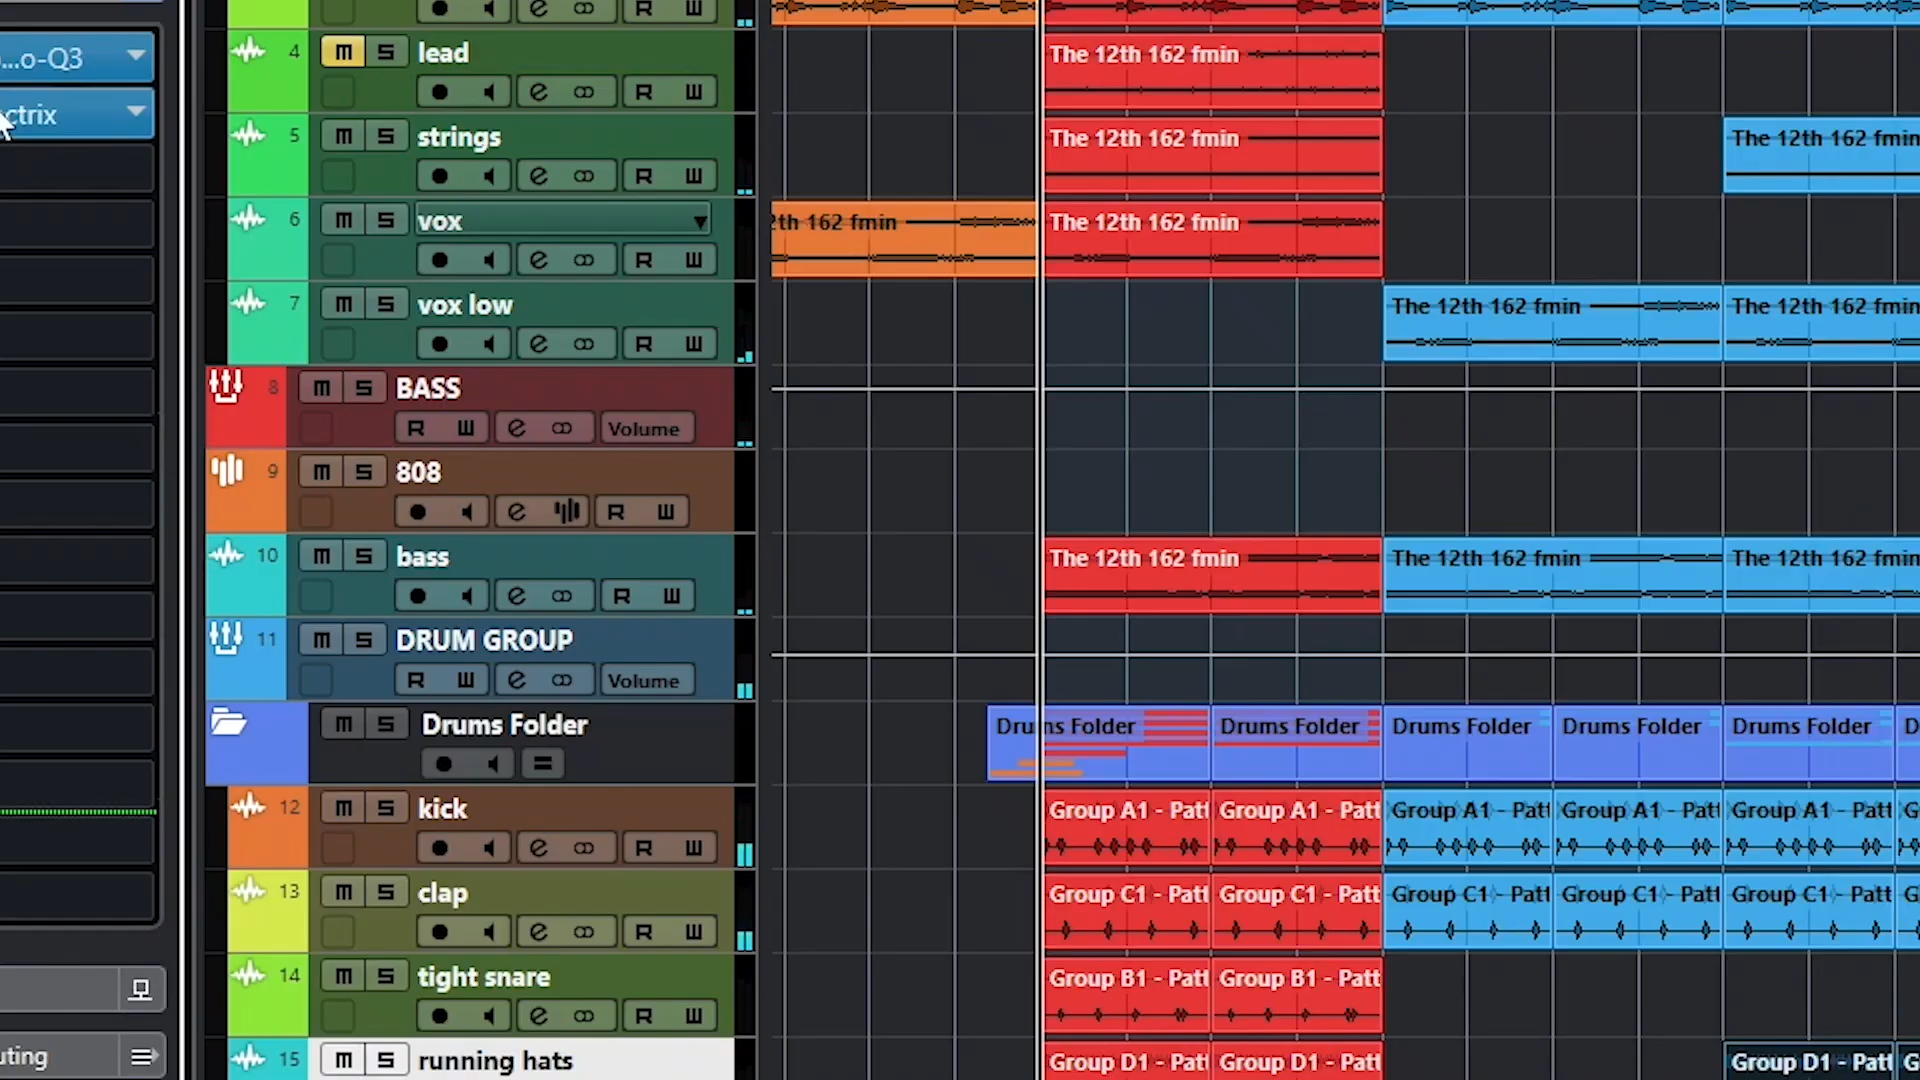 ...o-Q3
ctrix
4 m S lead
R W
The 12th 162 fmin
5 m S strings
R W
The 12th 162 fmin
The 12th 162 fmin
6 m S vox
R W
2th 162 fmin
The 12th 162 fmin
7 m S vox low
R W
The 12th 162 fmin
The 12th 162 fmin
8 m S BASS
R W e Volume
9 m S 808
e R W
10 m S bass
e R W
The 12th 162 fmin
The 12th 162 fmin
The 12th 162 fmin
11 m S DRUM GROUP
R W e Volume
m S Drums Folder
Drums Folder
Drums Folder
Drums Folder
Drums Folder
Drums Folder
D
12 m S kick
e R W
Group A1 - Patt
Group A1 - Patt
Group A1 - Patt
Group A1 - Patt
Group A1 - Patt
G
13 m S clap
e R W
Group C1 - Patt
Group C1 - Patt
Group C1 - Patt
Group C1 - Patt
Group C1 - Patt
G
14 m S tight snare
e R W
Group B1 - Patt
Group B1 - Patt
15 m S running hats
Group D1 - Patt
Group D1 - Patt
Group D1 - Patt
G
uting